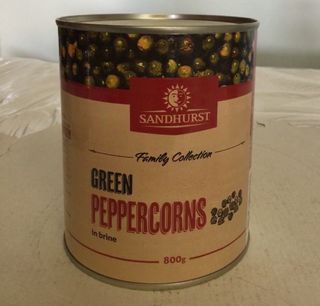 SANDHURST
Family Collection
GREEN
PEPPERCORNS
in brine
800g